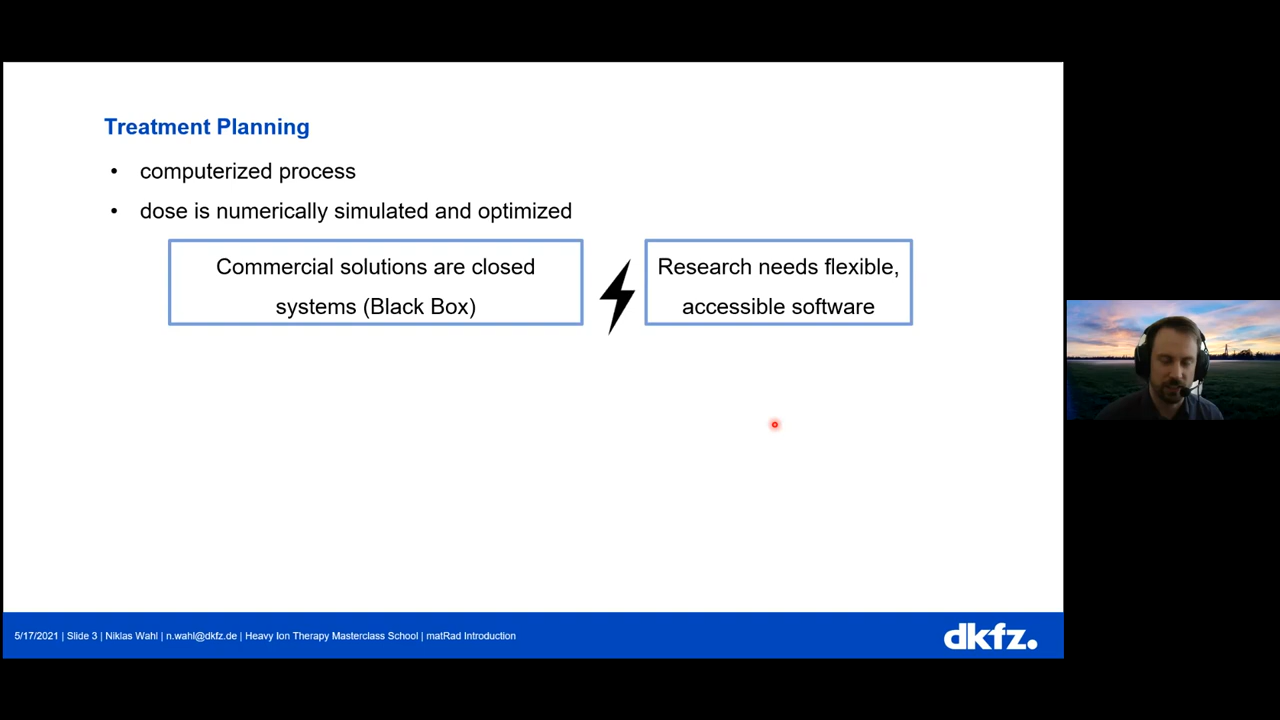 Treatment Planning
• computerized process
• dose is numerically simulated and optimized
Commercial solutions are closed
systems (Black Box)
Research needs flexible,
accessible software
5/17/2021 | Slide 3 | Niklas Wahl | n.wahl@dkfz.de | Heavy Ion Therapy Masterclass School | matRad Introduction
dkfz.